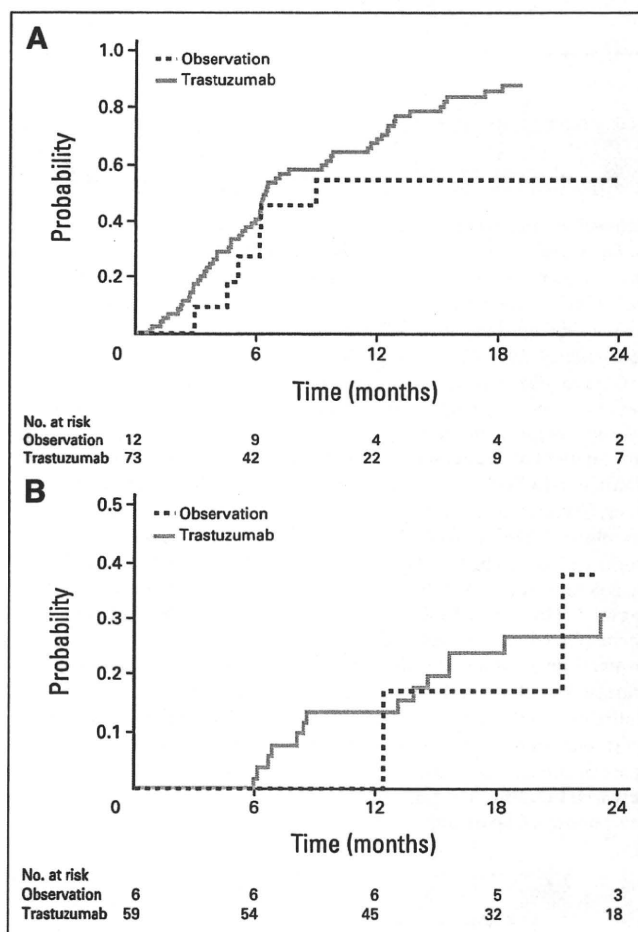 A
1.0
Observation
Trastuzumab
0.8
0.6
0.4
0.2
Probability
0 6 12 18 24
Time (months)
No. at risk
Observation 12 9 4 4 2
Trastuzumab 73 42 22 9 7
B
0.5
Observation
Trastuzumab
0.4
0.3
0.2
0.1
Probability
0 6 12 18 24
Time (months)
No. at risk
Observation 6 6 6 5 3
Trastuzumab 59 54 45 32 18